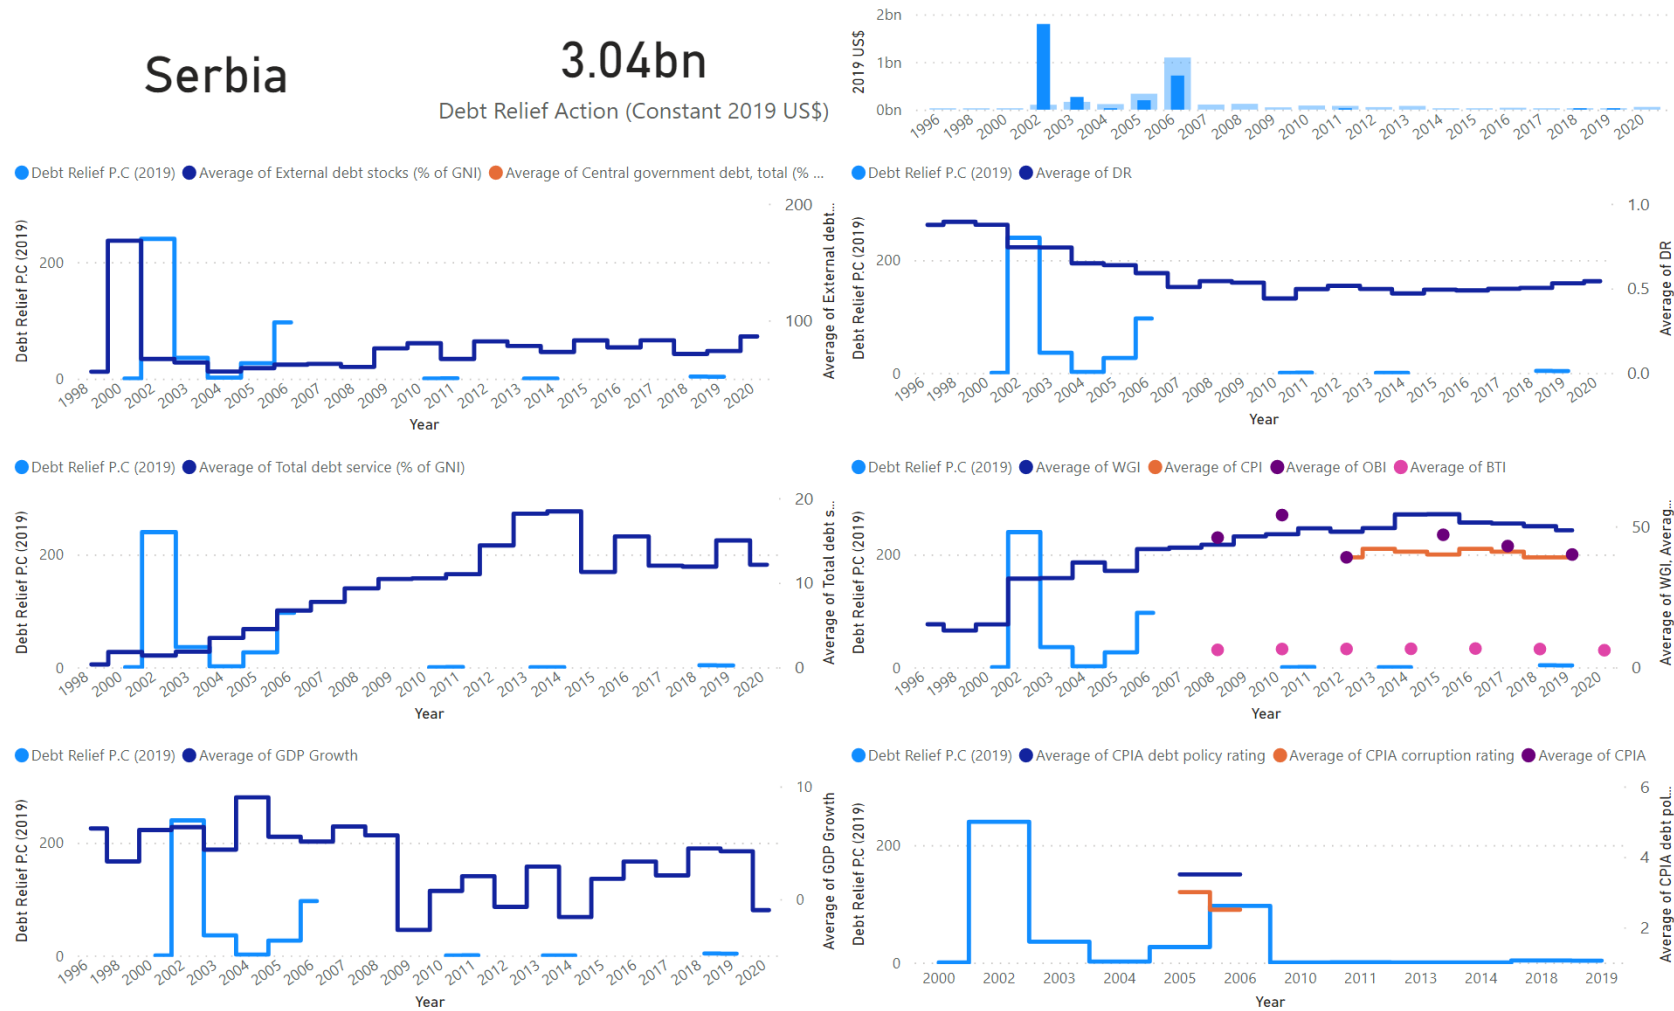 Serbia
3.04bn
Debt Relief Action (Constant 2019 US$)
2019 US$
2bn
1bn
0bn
1996 1998 2000 2002 2003 2004 2005 2006 2007 2008 2009 2010 2011 2012 2013 2014 2015 2016 2017 2018 2019 2020
Debt Relief P.C (2019) Average of External debt stocks (% of GNI) Average of Central government debt, total (% ...
Debt Relief P.C (2019)
200
0
200
100
Average of External debt...
1998 2000 2002 2003 2004 2005 2006 2007 2008 2009 2010 2011 2012 2013 2014 2015 2016 2017 2018 2019 2020
Year
Debt Relief P.C (2019) Average of DR
Debt Relief P.C (2019)
200
0
1.0
0.5
0.0
Average of DR
1996 1998 2000 2002 2003 2004 2005 2006 2007 2008 2009 2010 2011 2012 2013 2014 2015 2016 2017 2018 2019 2020
Year
Debt Relief P.C (2019) Average of Total debt service (% of GNI)
Debt Relief P.C (2019)
200
0
20
10
0
Average of Total debt s...
1998 2000 2002 2003 2004 2005 2006 2007 2008 2009 2010 2011 2012 2013 2014 2015 2016 2017 2018 2019 2020
Year
Debt Relief P.C (2019) Average of WGI Average of CPI Average of OBI Average of BTI
Debt Relief P.C (2019)
200
0
50
0
Average of WGI, Averag...
1996 1998 2000 2002 2003 2004 2005 2006 2008 2009 2010 2011 2012 2013 2014 2015 2016 2017 2018 2019 2020
Year
Debt Relief P.C (2019) Average of GDP Growth
Debt Relief P.C (2019)
200
0
10
0
Average of GDP Growth
1996 1998 2000 2002 2003 2004 2005 2006 2007 2008 2009 2010 2011 2012 2013 2014 2015 2016 2017 2018 2019 2020
Year
Debt Relief P.C (2019) Average of CPIA debt policy rating Average of CPIA corruption rating Average of CPIA
Debt Relief P.C (2019)
200
0
6
4
2
Average of CPIA debt pol...
2000 2002 2003 2004 2005 2006 2010 2011 2013 2014 2018 2019
Year